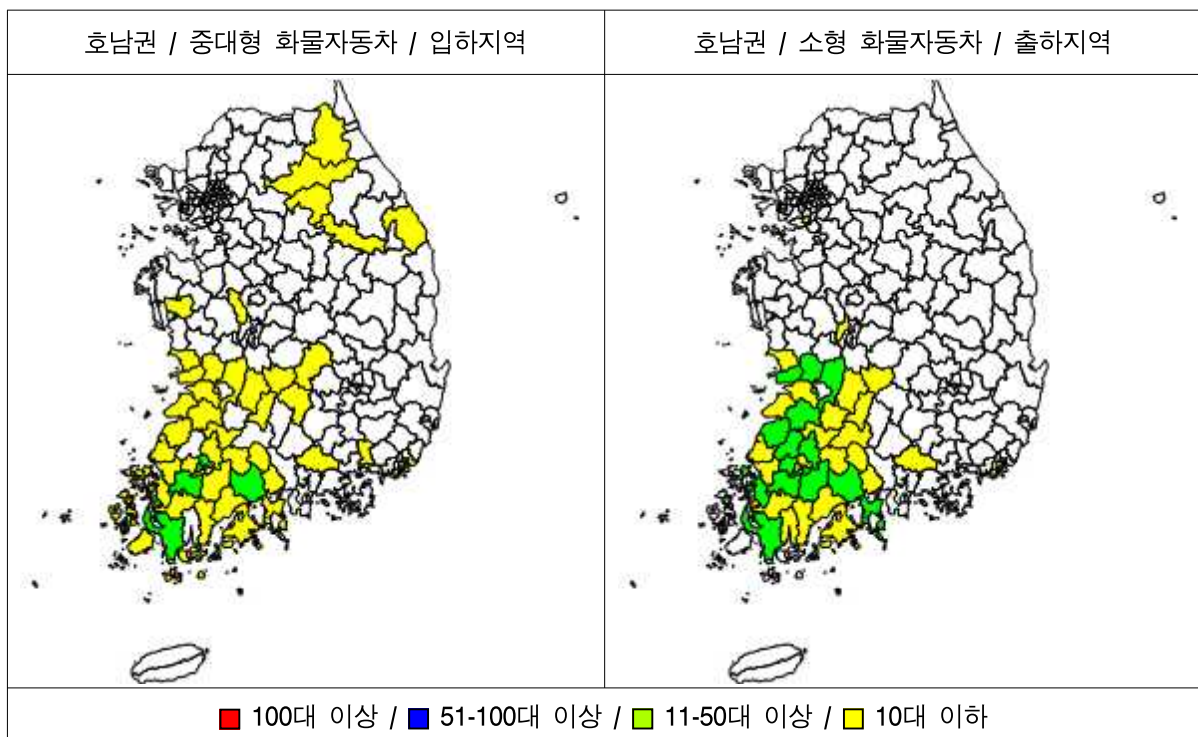 호남권 / 중대형 화물자동차 / 입하지역
호남권 / 소형 화물자동차 / 출하지역
100대 이상 / 51-100대 이상 / 11-50대 이상 / 10대 이하